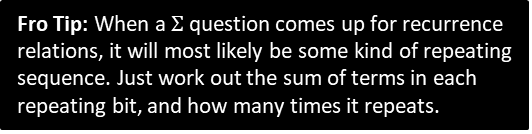 Fro Tip: When a Σ question comes up for recurrence
relations, it will most likely be some kind of repeating
sequence. Just work out the sum of terms in each
repeating bit, and how many times it repeats.